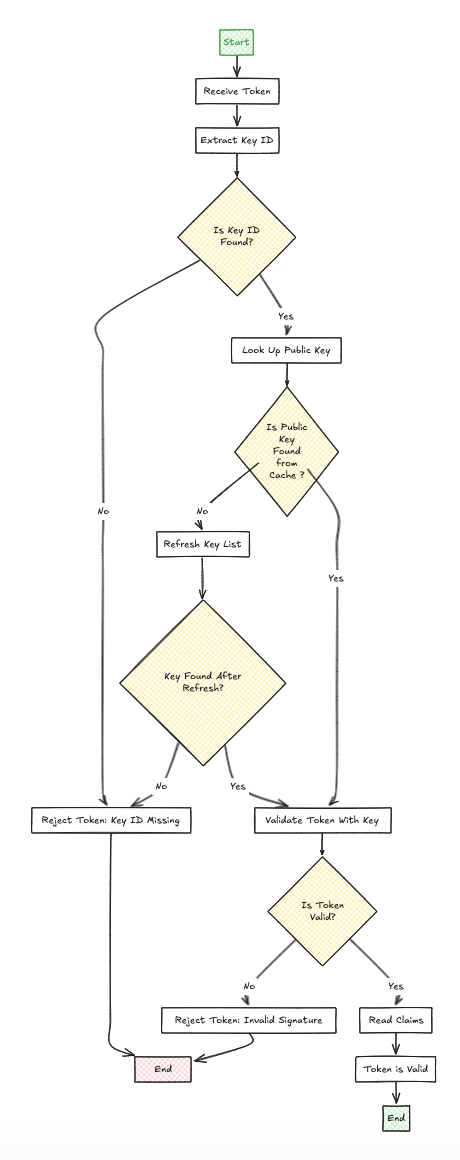 Start
Receive Token
Extract Key ID
Is Key ID
Found?
Yes
Look Up Public Key
Is Public
Key
Found
from
Cache ?
No
No
Refresh Key List
Yes
Key Found After
Refresh?
No
Yes
Reject Token: Key ID Missing
Validate Token With Key
Is Token
Valid?
No
Yes
Reject Token: Invalid Signature
Read Claims
End
Token is Valid
End